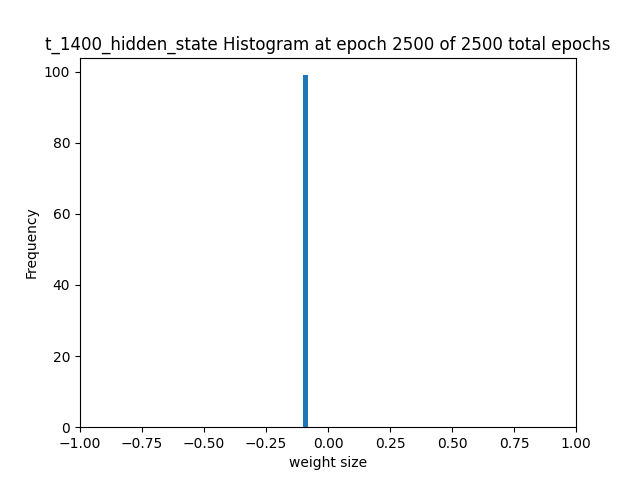 t_1400_hidden_state Histogram at epoch 2500 of 2500 total epochs
100
80
60
40
20
0
Frequency
−1.00 −0.75 −0.50 −0.25 0.00 0.25 0.50 0.75 1.00
weight size